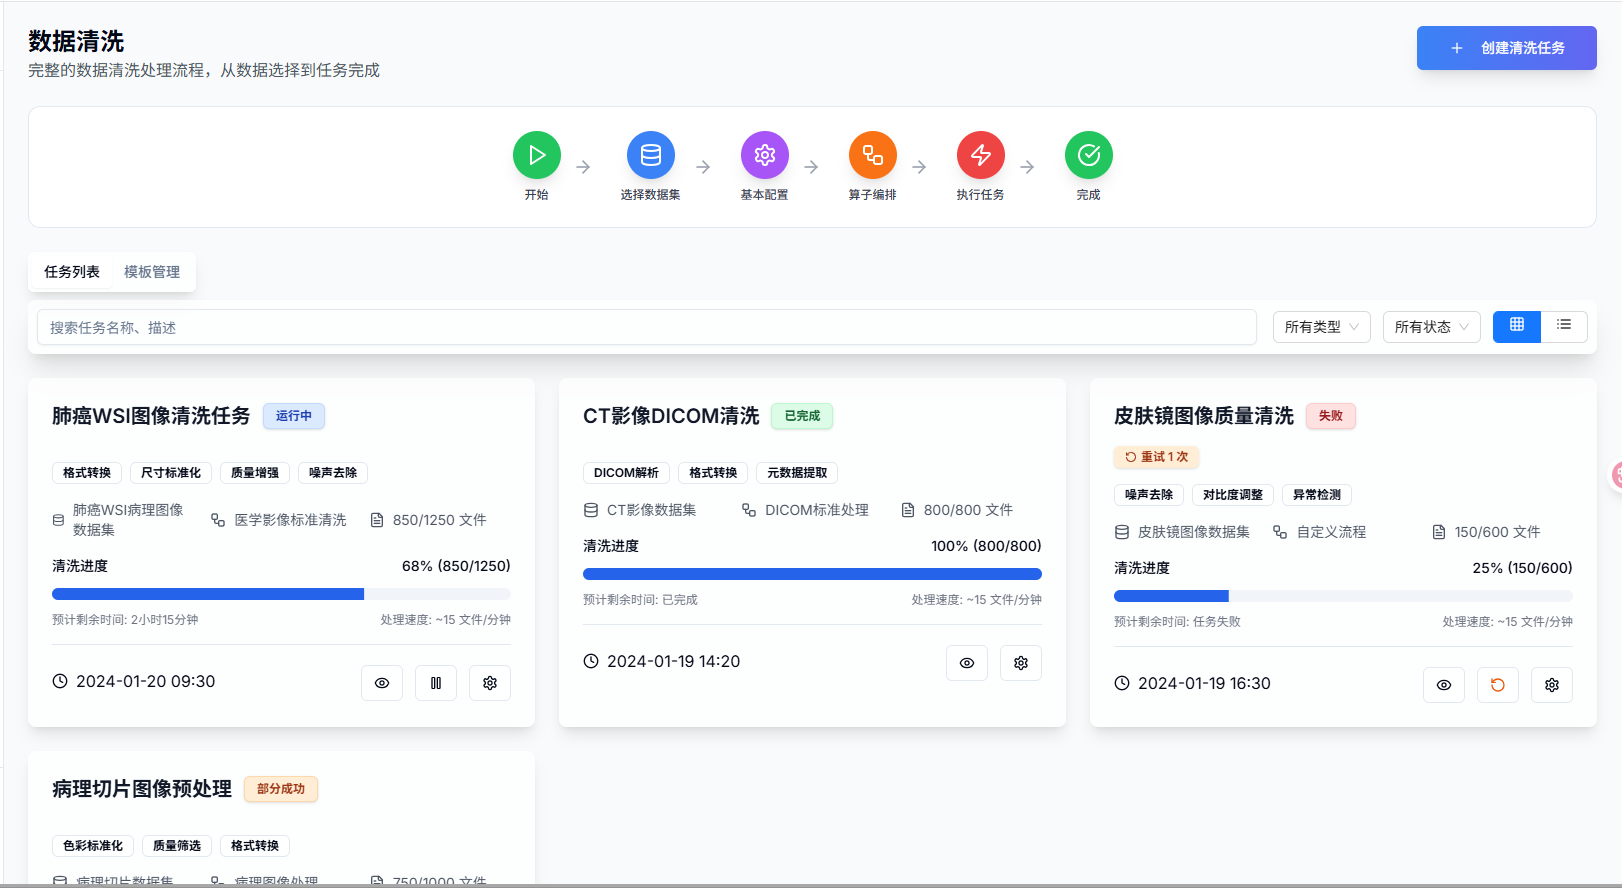 数据清洗
完整的数据清洗处理流程，从数据选择到任务完成
创建清洗任务
开始
选择数据集
基本配置
算子编排
执行任务
完成
任务列表 模板管理
搜索任务名称、描述
所有类型
所有状态
肺癌WSI图像清洗任务 运行中
格式转换 尺寸标准化 质量增强 噪声去除
肺癌WSI病理图像
数据集
医学影像标准清洗
850/1250 文件
清洗进度 68% (850/1250)
预计剩余时间: 2小时15分钟 处理速度: ~15 文件/分钟
2024-01-20 09:30
CT影像DICOM清洗 已完成
DICOM解析 格式转换 元数据提取
CT影像数据集 DICOM标准处理 800/800 文件
清洗进度 100% (800/800)
预计剩余时间: 已完成 处理速度: ~15 文件/分钟
2024-01-19 14:20
皮肤镜图像质量清洗 失败
重试 1 次
噪声去除 对比度调整 异常检测
皮肤镜图像数据集 自定义流程 150/600 文件
清洗进度 25% (150/600)
预计剩余时间: 任务失败 处理速度: ~15 文件/分钟
2024-01-19 16:30
病理切片图像预处理 部分成功
色彩标准化 质量筛选 格式转换
病理切片数据集 病理图像处理 750/1000 文件